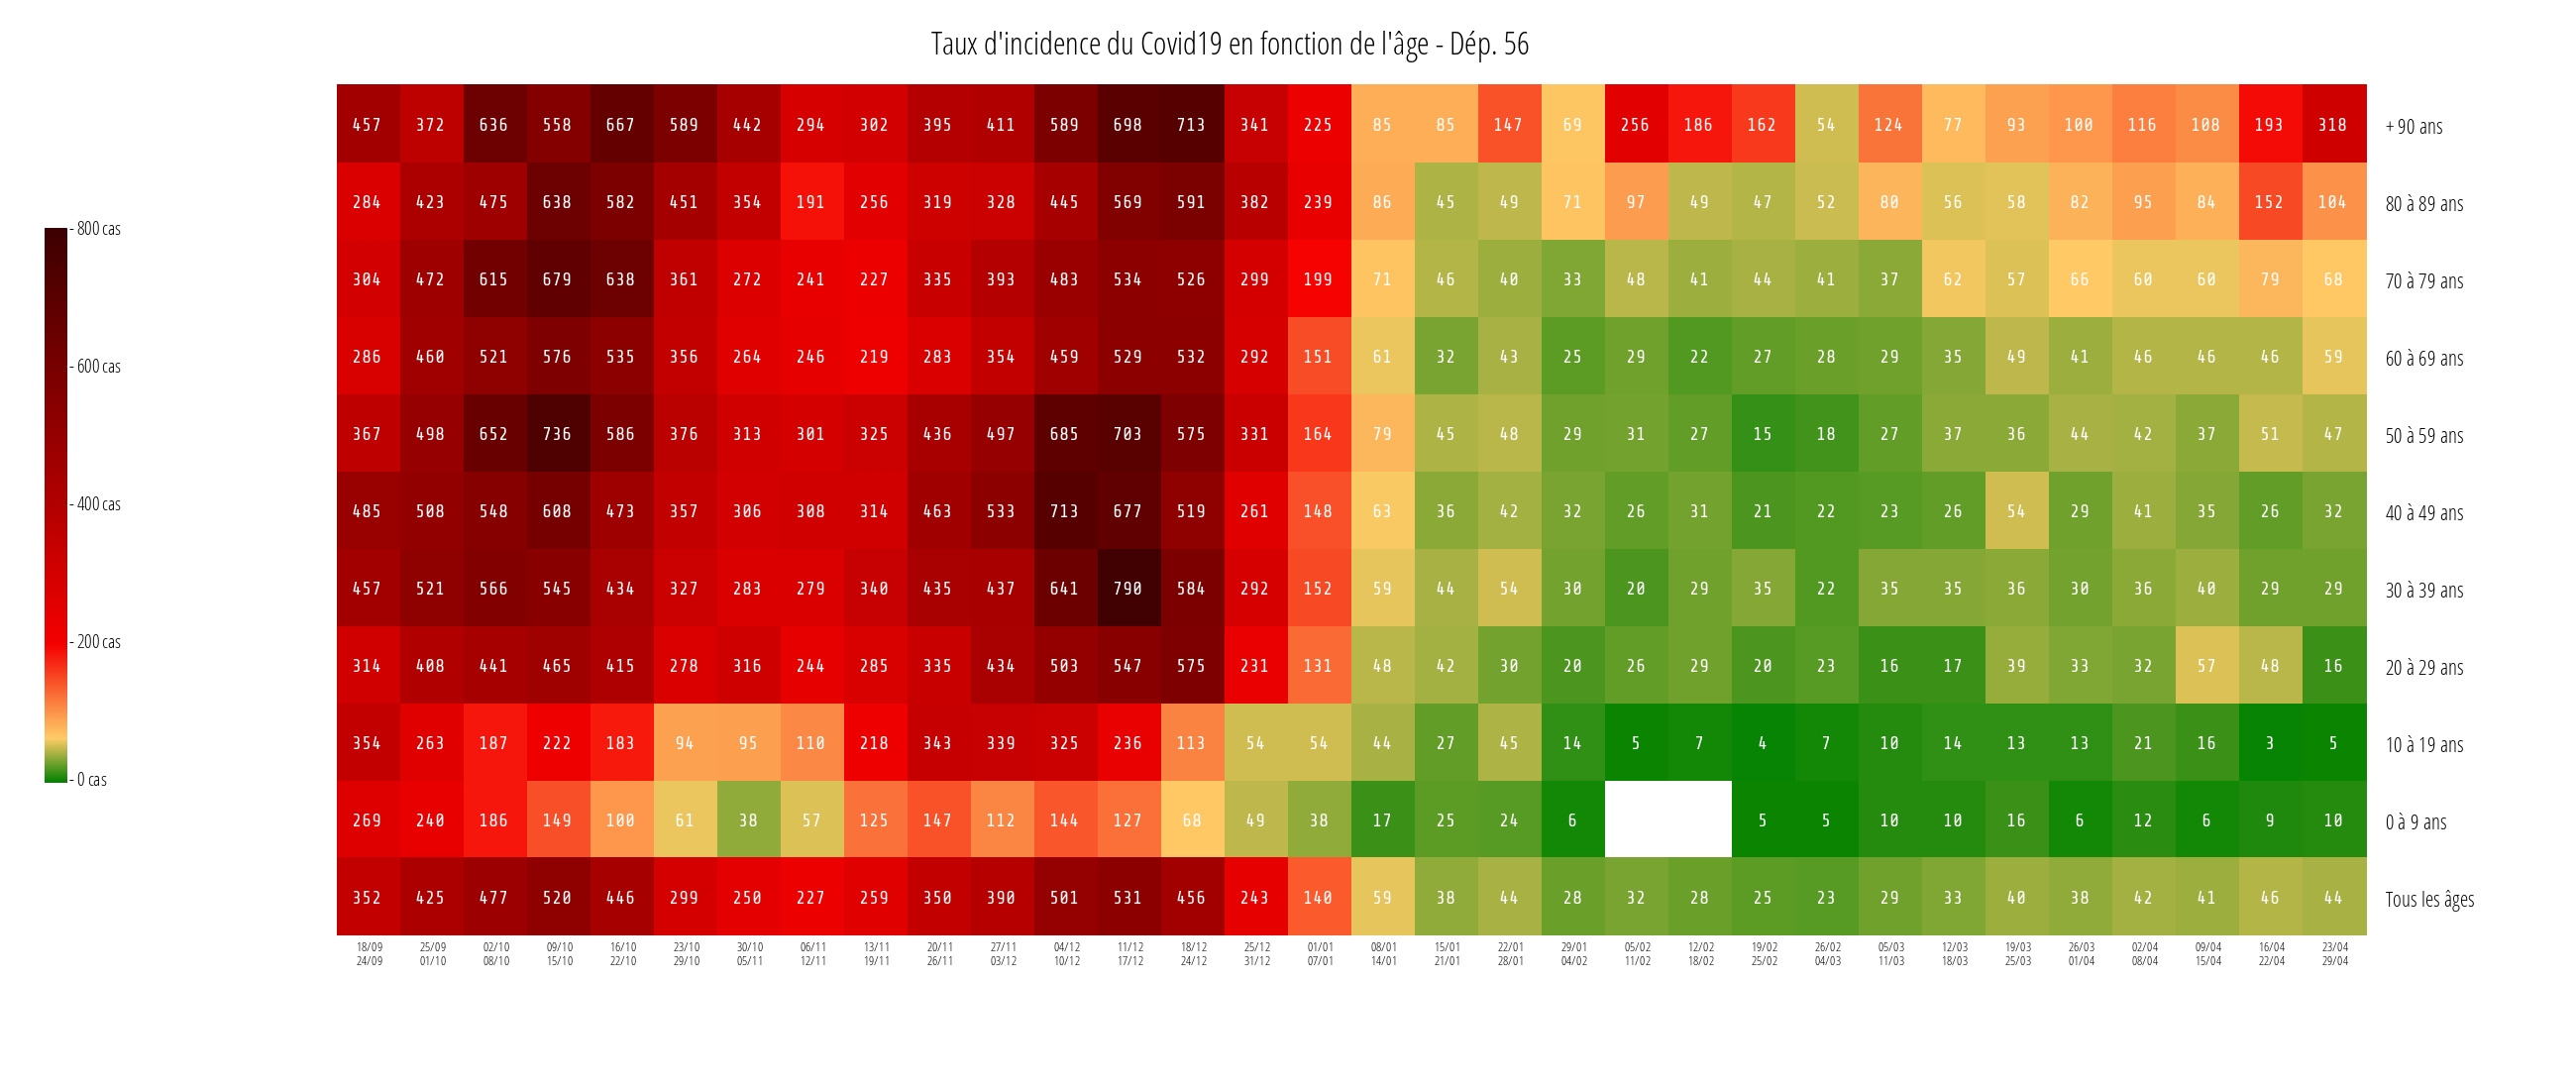 Taux d'incidence du Covid19 en fonction de l'âge - Dép. 56
- 800 cas
- 600 cas
- 400 cas
- 200 cas
- 0 cas
457 372 636 558 667 589 442 294 302 395 411 589 698 713 341 225 85 85 147 69 256 186 162 54 124 77 93 100 116 108 193 318 + 90 ans
284 423 475 638 582 451 354 191 256 319 328 445 569 591 382 239 86 45 49 71 97 49 47 52 80 56 58 82 95 84 152 104 80 à 89 ans
304 472 615 679 638 361 272 241 227 335 393 483 534 526 299 199 71 46 40 33 48 41 44 41 37 62 57 66 60 60 79 68 70 à 79 ans
286 460 521 576 535 356 264 246 219 283 354 459 529 532 292 151 61 32 43 25 29 22 27 28 29 35 49 41 46 46 46 59 60 à 69 ans
367 498 652 736 586 376 313 301 325 436 497 685 703 575 331 164 79 45 48 29 31 27 15 18 27 37 36 44 42 37 51 47 50 à 59 ans
485 508 548 608 473 357 306 308 314 463 533 713 677 519 261 148 63 36 42 32 26 31 21 22 23 26 54 29 41 35 26 32 40 à 49 ans
457 521 566 545 434 327 283 279 340 435 437 641 790 584 292 152 59 44 54 30 20 29 35 22 35 35 36 30 36 40 29 29 30 à 39 ans
314 408 441 465 415 278 316 244 285 335 434 503 547 575 231 131 48 42 30 20 26 29 20 23 16 17 39 33 32 57 48 16 20 à 29 ans
354 263 187 222 183 94 95 110 218 343 339 325 236 113 54 54 44 27 45 14 5 7 4 7 10 14 13 13 21 16 3 5 10 à 19 ans
269 240 186 149 100 61 38 57 125 147 112 144 127 68 49 38 17 25 24 6 5 5 10 10 16 6 12 6 9 10 0 à 9 ans
352 425 477 520 446 299 250 227 259 350 390 501 531 456 243 140 59 38 44 28 32 28 25 23 29 33 40 38 42 41 46 44 Tous les âges
18/09 25/09 02/10 09/10 16/10 23/10 30/10 06/11 13/11 20/11 27/11 04/12 11/12 18/12 25/12 01/01 08/01 15/01 22/01 29/01 05/02 12/02 19/02 26/02 05/03 12/03 19/03 26/03 02/04 09/04 16/04 23/04
24/09 01/10 08/10 15/10 22/10 29/10 05/11 12/11 19/11 26/11 03/12 10/12 17/12 24/12 31/12 07/01 14/01 21/01 28/01 04/02 11/02 18/02 25/02 04/03 11/03 18/03 25/03 01/04 08/04 15/04 22/04 29/04